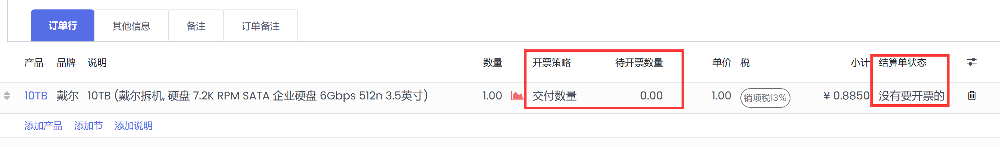 订单行 其他信息 备注 订单备注
产品 品牌 说明 数量 开票策略 待开票数量 单价 税 小计 结算单状态
10TB 戴尔 10TB (戴尔拆机, 硬盘 7.2K RPM SATA 企业硬盘 6Gbps 512n 3.5英寸) 1.00 交付数量 0.00 1.00 销项税13% ¥ 0.8850 没有要开票的
添加产品 添加节 添加说明